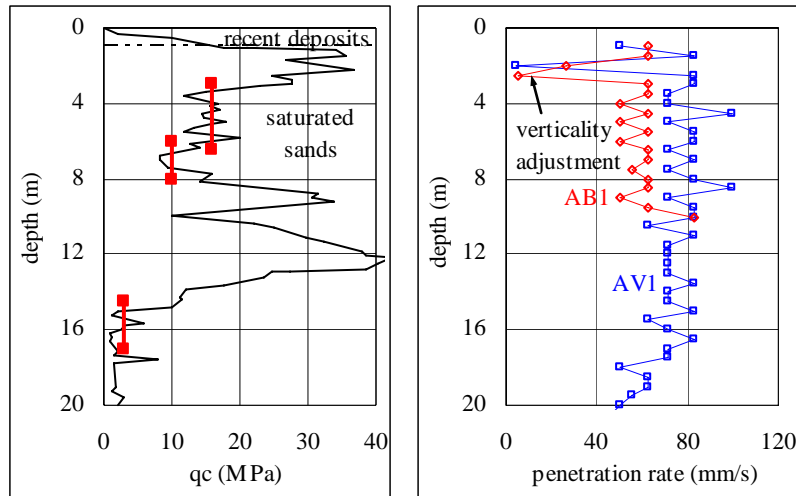 0
4
8
12
16
20
depth (m)
0
10
20
30
40
qc (MPa)
recent deposits
saturated
sands
0
4
8
12
16
20
depth (m)
0
40
80
120
penetration rate (mm/s)
verticality
adjustment
AB1
AV1